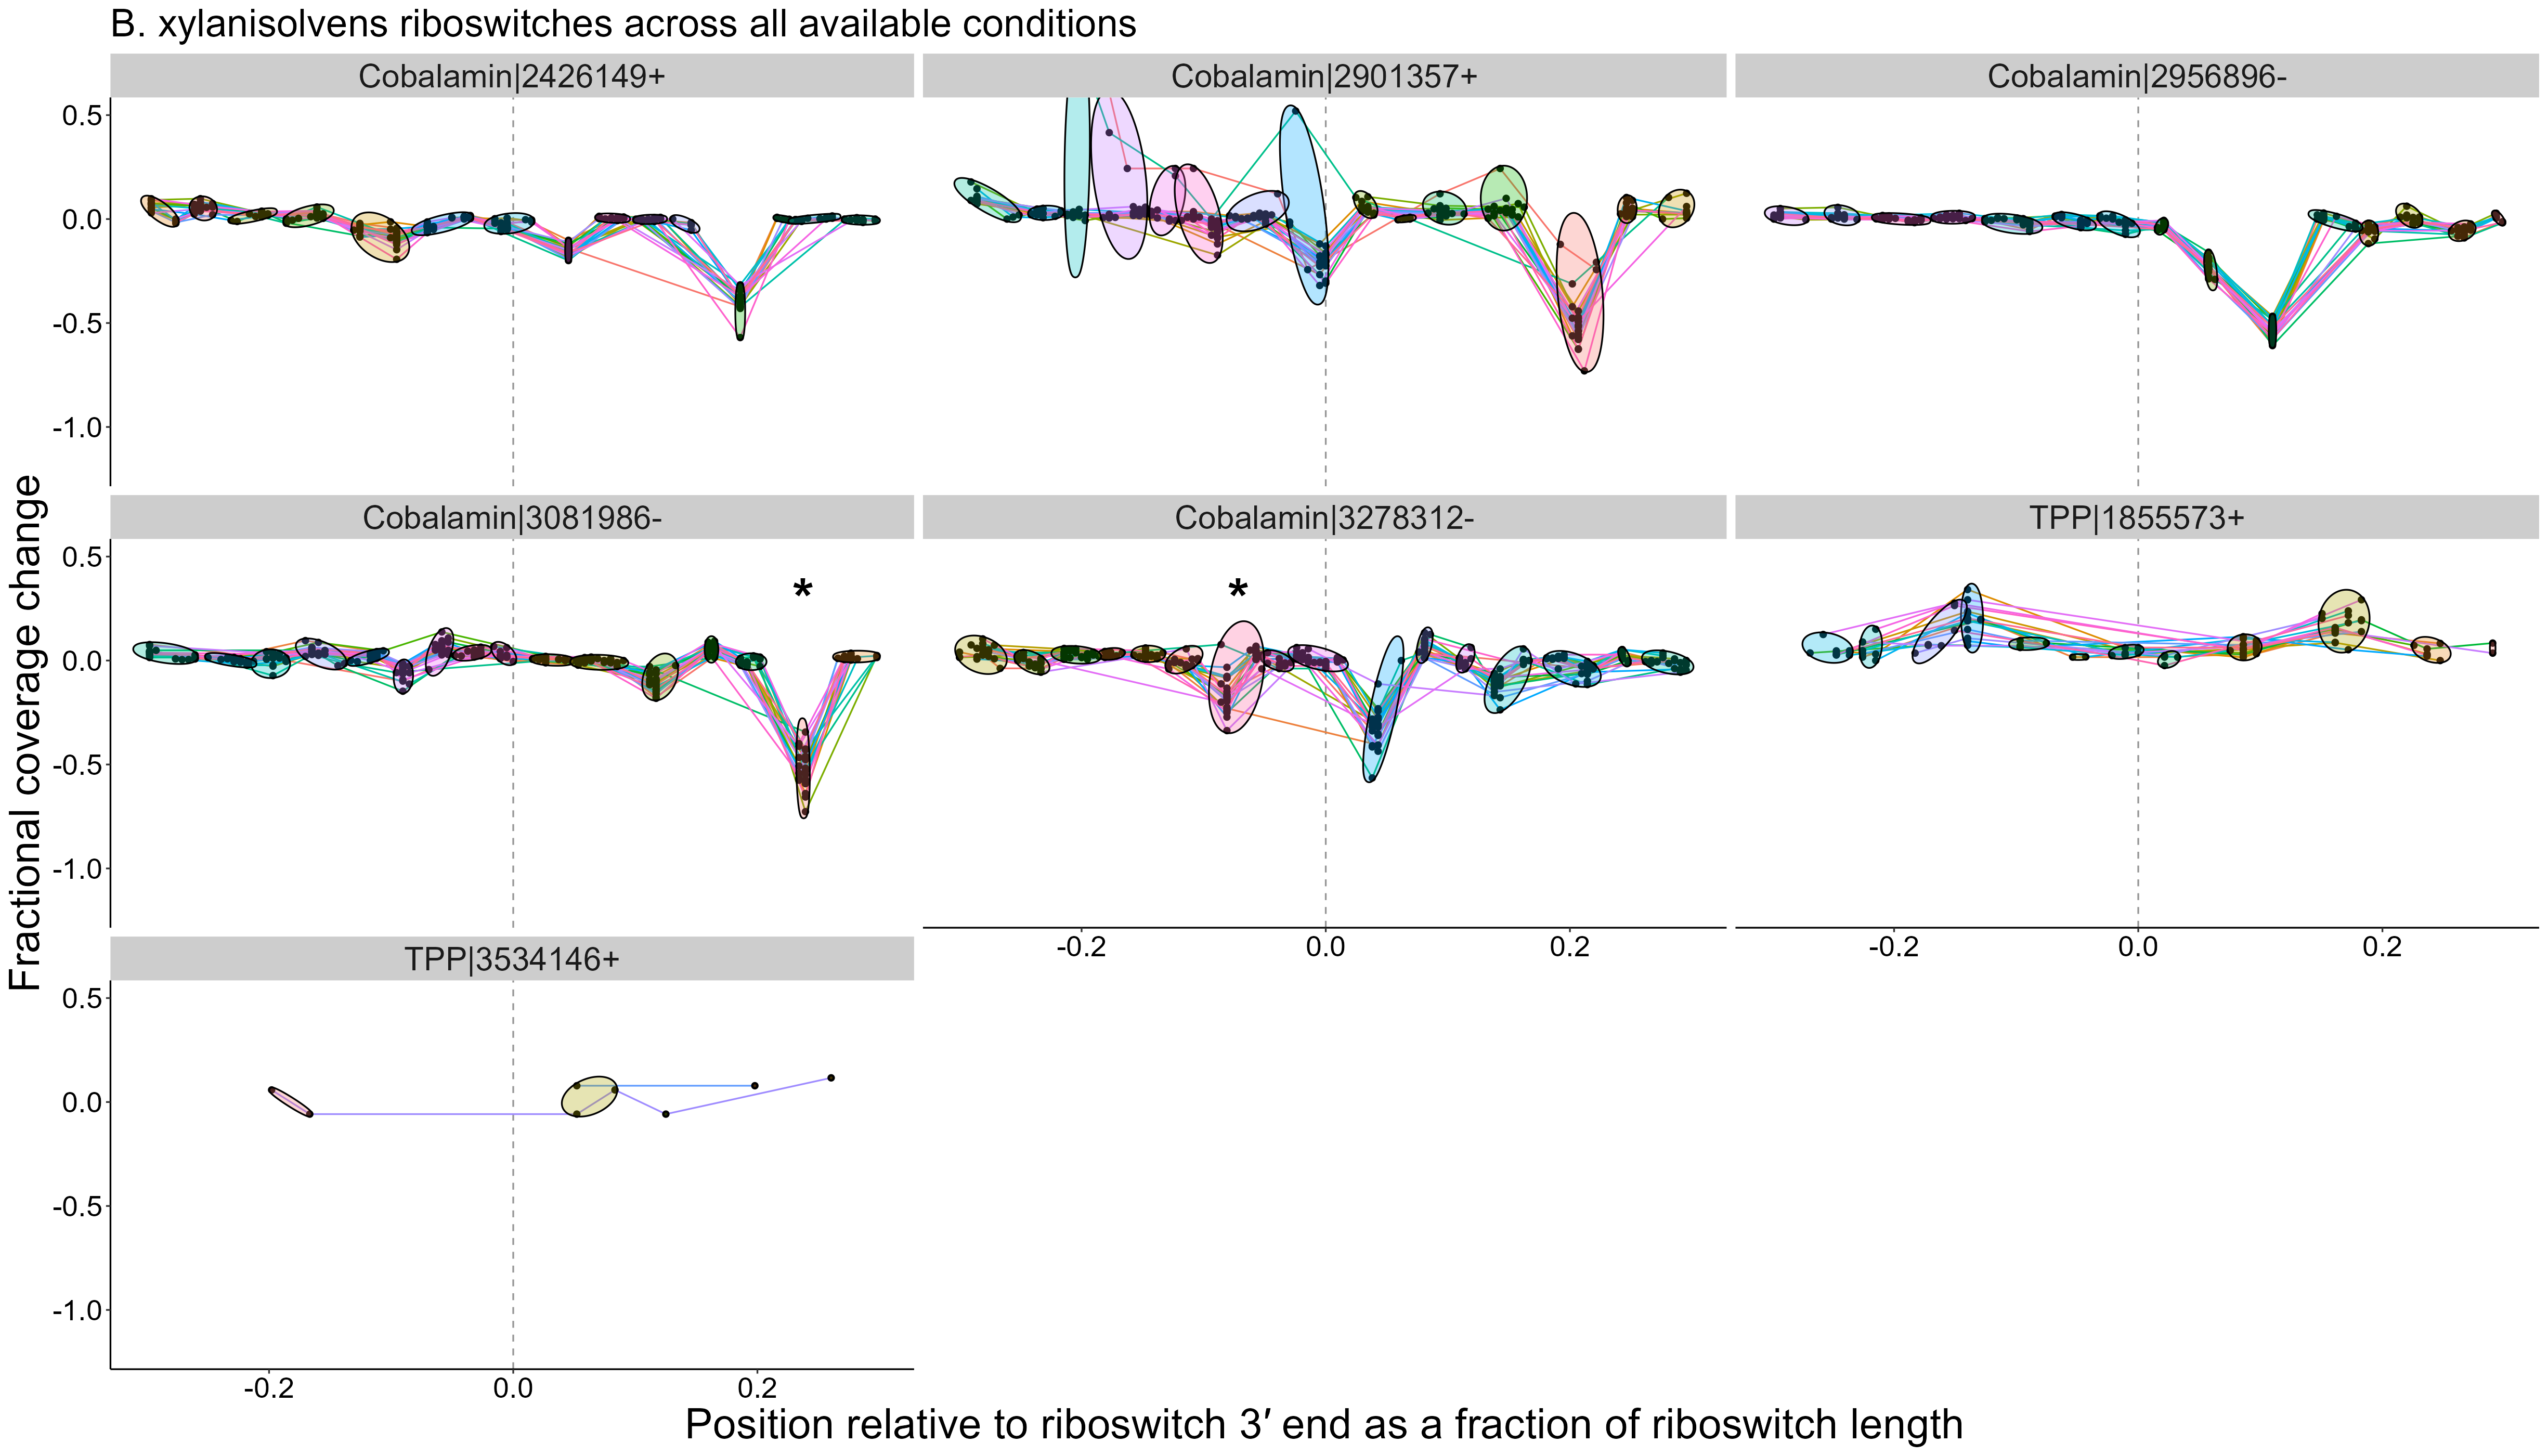 B. xylanisolvens riboswitches across all available conditions
Cobalamin|2426149+
Cobalamin|2901357+
Cobalamin|2956896-
0.5
0.0
-0.5
-1.0
Cobalamin|3081986-
Cobalamin|3278312-
TPP|1855573+
0.5
0.0
-0.5
-1.0
*
*
-0.2 0.0 0.2
-0.2 0.0 0.2
TPP|3534146+
0.5
0.0
-0.5
-1.0
-0.2 0.0 0.2
Fractional coverage change
Position relative to riboswitch 3′ end as a fraction of riboswitch length